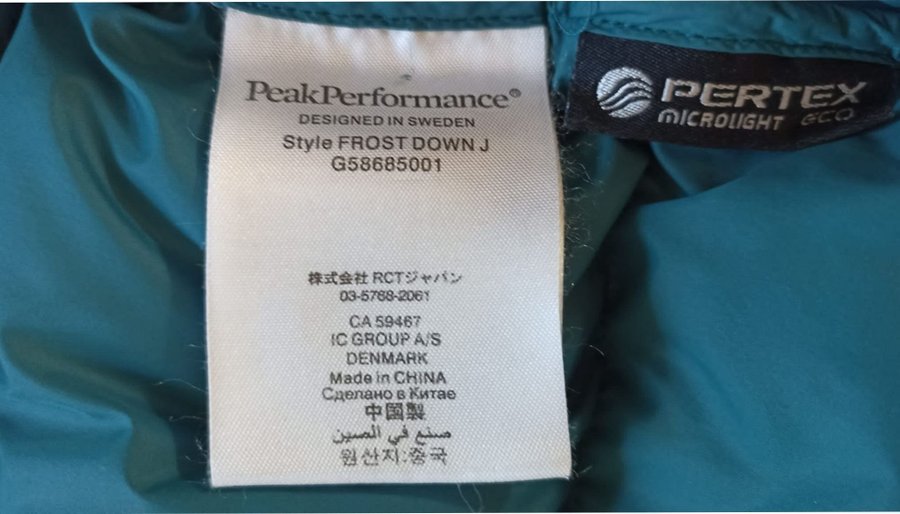 PeakPerformance®
DESIGNED IN SWEDEN
Style FROST DOWN J
G58685001
株式会社 RCTジャパン
03-5768-2061
CA 59467
IC GROUP A/S
DENMARK
Made in CHINA
Сделано в Китае
中国製
صنع في الصين
원산지:중국
PERTEX
MICROLIGHT ECO